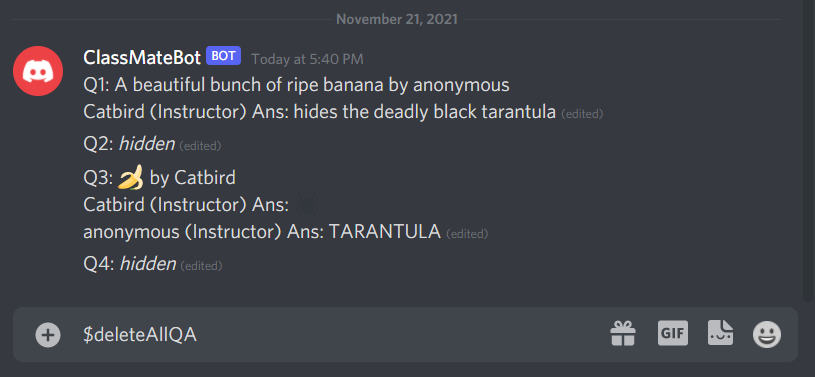 November 21, 2021
ClassMateBot BOT Today at 5:40 PM
Q1: A beautiful bunch of ripe banana by anonymous
Catbird (Instructor) Ans: hides the deadly black tarantula (edited)
Q2: hidden (edited)
Q3: 🍌 by Catbird
Catbird (Instructor) Ans:
anonymous (Instructor) Ans: TARANTULA (edited)
Q4: hidden (edited)
$deleteAllQA
GIF